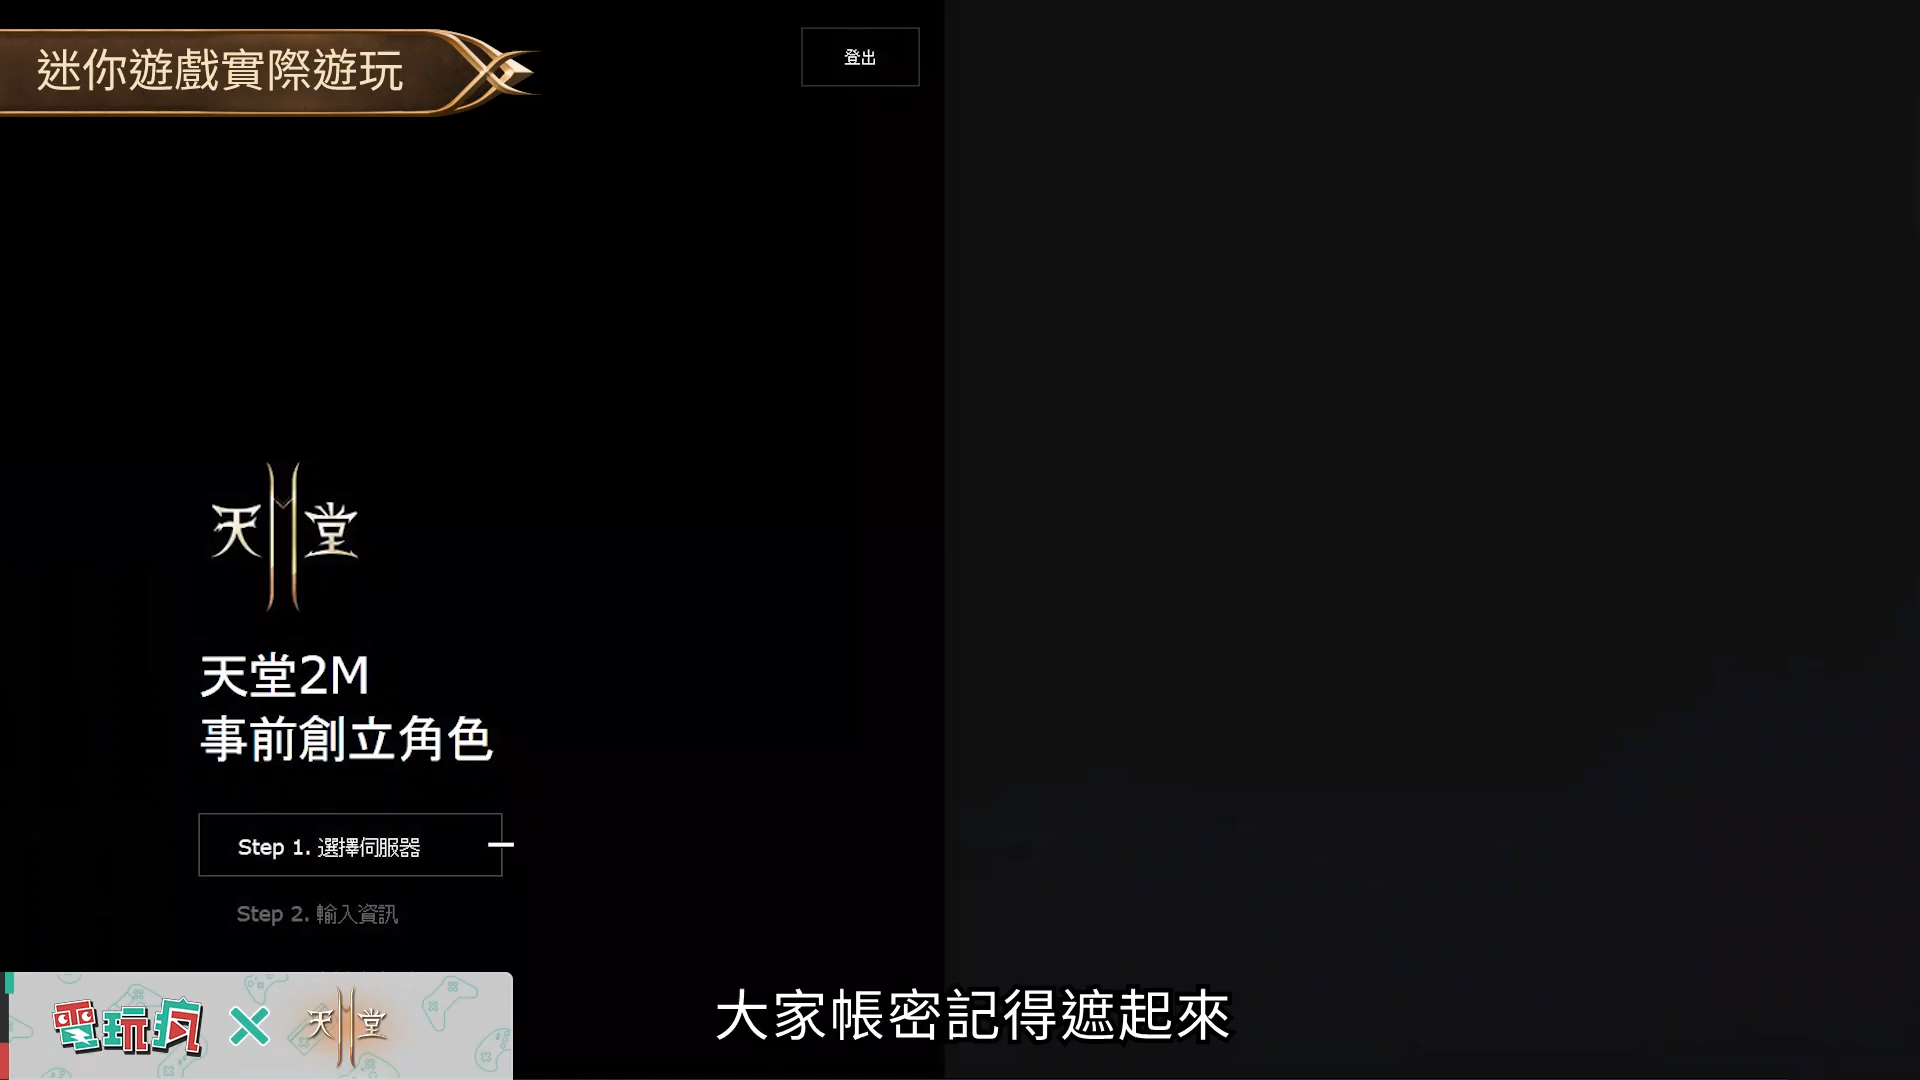 迷你遊戲實際遊玩
登出
天堂
天堂2M
事前創立角色
Step 1. 選擇伺服器
Step 2. 輸入資訊
電玩瘋 X 天堂
大家帳密記得遮起來